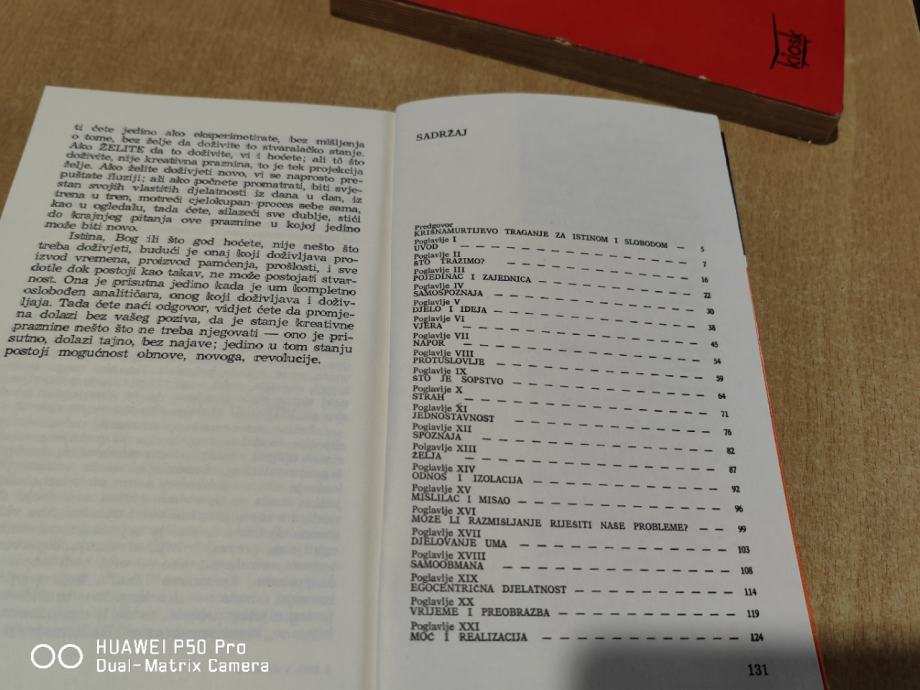 kiosk
ti ćete jedino ako eksperimetirate, bez mišljenja
o tome, bez želje da doživite to stvaralačko stanje.
Ako ŽELITE da to doživite, vi i hoćete; ali tô što
doživite, nije kreativna praznina, to je tek projekcija
želje. Ako želite doživjeti novo, vi se naprosto pre-
puštate iluziji; ali ako počnete promatrati, biti svje-
stan svojih vlastitih djelatnosti iz dana u dan, iz
trena u tren, motreći cjelokupan proces sebe sama,
kao u ogledalu, tada ćete, silazeći sve dublje, stići
do krajnjeg pitanja ove praznine u kojoj jedino
može biti novo.
Istina, Bog ili što god hoćete, nije nešto što
treba doživjeti, budući je onaj koji doživljava pro-
izvod vremena, proizvod pamćenja, prošlosti, i sve
dotle dok postoji kao takav, ne može postojati stvar-
nost. Ona je prisutna jedino kada je um kompletno
oslobođen analitičara, onog koji doživljava i doživ-
ljaja. Tada ćete naći odgovor, vidjet ćete da promje-
na dolazi bez vašeg poziva, da je stanje kreativne
praznine nešto što ne treba njegovati — ono je pri-
sutno, dolazi tajno, bez najave; jedino u tom stanju
postoji mogućnost obnove, novoga, revolucije.
SADRŽAJ
Predgovor
KRIŠNAMURTIJEVO TRAGANJE ZA ISTINOM I SLOBODOM — 5
Poglavlje I
UVOD — — — — — — — — — — — — 7
Poglavlje II
ŠTO TRAŽIMO? — — — — — — — — — — 16
Poglavlje III
POJEDINAC I ZAJEDNICA — — — — — — — — 22
Poglavlje IV
SAMOSPOZNAJA — — — — — — — — — — 30
Poglavlje V
DJELO I IDEJA — — — — — — — — — — 38
Poglavlje VI
VJERA — — — — — — — — — — — — 45
Poglavlje VII
NAPOR — — — — — — — — — — — — 54
Poglavlje VIII
PROTUSLOVLJE — — — — — — — — — — 59
Poglavlje IX
ŠTO JE SOPSTVO — — — — — — — — — — 64
Poglavlje X
STRAH — — — — — — — — — — — — 71
Poglavlje XI
JEDNOSTAVNOST — — — — — — — — — — 76
Poglavlje XII
SPOZNAJA — — — — — — — — — — — 82
Polgavlje XIII
ŽELJA — — — — — — — — — — — — 87
Poglavlje XIV
ODNOS I IZOLACIJA — — — — — — — — — 92
Poglavlje XV
MISLILAC I MISAO — — — — — — — — — 96
Poglavlje XVI
MOŽE LI RAZMIŠLJANJE RIJEŠITI NAŠE PROBLEME? — — 99
Poglavlje XVII
DJELOVANJE UMA — — — — — — — — — 103
Poglavlje XVIII
SAMOOBMANA — — — — — — — — — — 108
Poglavlje XIX
EGOCENTRIČNA DJELATNOST — — — — — — — 114
Poglavlje XX
VRIJEME I PREOBRAZBA — — — — — — — — 119
Poglavlje XXI
MOĆ I REALIZACIJA — — — — — — — — — 124
131
HUAWEI P50 Pro
Dual-Matrix Camera